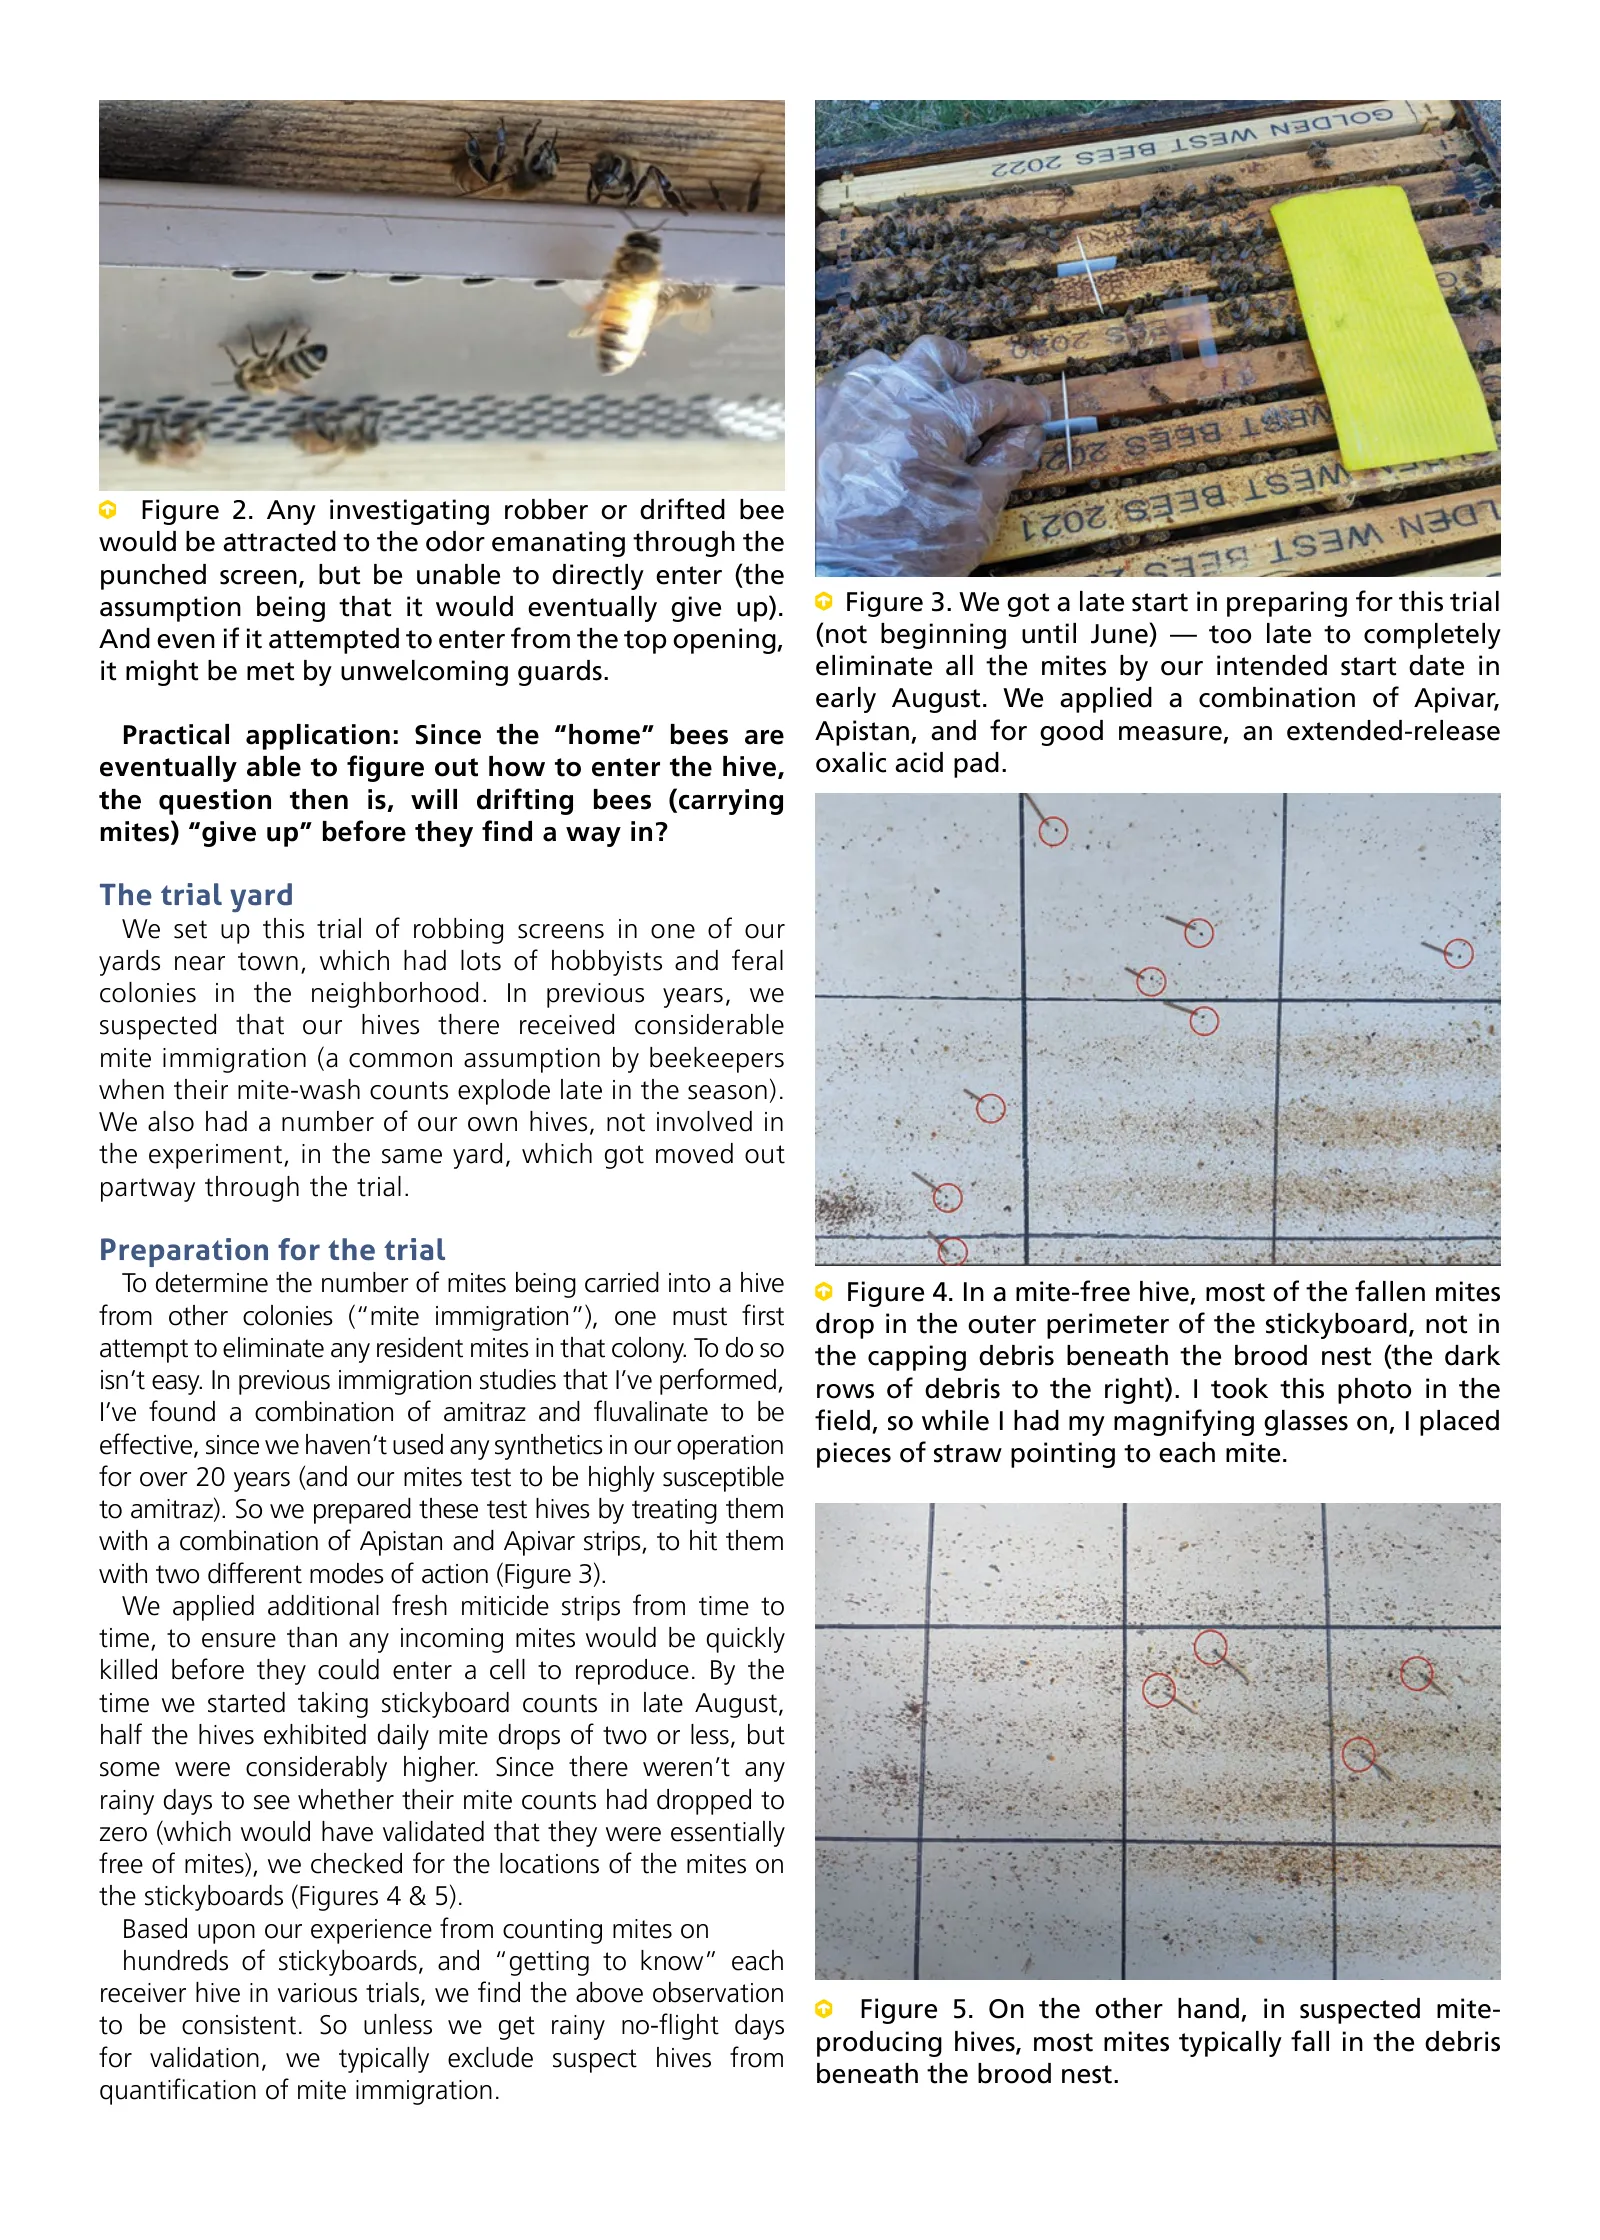 Figure 2. Any investigating robber or drifted bee
would be attracted to the odor emanating through the
punched screen, but be unable to directly enter (the
assumption being that it would eventually give up).
And even if it attempted to enter from the top opening,
it might be met by unwelcoming guards.
Practical application: Since the “home” bees are
eventually able to figure out how to enter the hive,
the question then is, will drifting bees (carrying
mites) “give up” before they find a way in?
The trial yard
We set up this trial of robbing screens in one of our
yards near town, which had lots of hobbyists and feral
colonies in the neighborhood. In previous years, we
suspected that our hives there received considerable
mite immigration (a common assumption by beekeepers
when their mite-wash counts explode late in the season).
We also had a number of our own hives, not involved in
the experiment, in the same yard, which got moved out
partway through the trial.
Preparation for the trial
To determine the number of mites being carried into a hive
from other colonies (“mite immigration”), one must first
attempt to eliminate any resident mites in that colony. To do so
isn’t easy. In previous immigration studies that I’ve performed,
I’ve found a combination of amitraz and fluvalinate to be
effective, since we haven’t used any synthetics in our operation
for over 20 years (and our mites test to be highly susceptible
to amitraz). So we prepared these test hives by treating them
with a combination of Apistan and Apivar strips, to hit them
with two different modes of action (Figure 3).
We applied additional fresh miticide strips from time to
time, to ensure than any incoming mites would be quickly
killed before they could enter a cell to reproduce. By the
time we started taking stickyboard counts in late August,
half the hives exhibited daily mite drops of two or less, but
some were considerably higher. Since there weren’t any
rainy days to see whether their mite counts had dropped to
zero (which would have validated that they were essentially
free of mites), we checked for the locations of the mites on
the stickyboards (Figures 4 & 5).
Based upon our experience from counting mites on
hundreds of stickyboards, and “getting to know” each
receiver hive in various trials, we find the above observation
to be consistent. So unless we get rainy no-flight days
for validation, we typically exclude suspect hives from
quantification of mite immigration.
GOLDEN WEST BEES 2022
BEES
2020
WEST BEES 202
WEST BEES 2021
LDEN WEST BEES 2
Figure 3. We got a late start in preparing for this trial
(not beginning until June) — too late to completely
eliminate all the mites by our intended start date in
early August. We applied a combination of Apivar,
Apistan, and for good measure, an extended-release
oxalic acid pad.
Figure 4. In a mite-free hive, most of the fallen mites
drop in the outer perimeter of the stickyboard, not in
the capping debris beneath the brood nest (the dark
rows of debris to the right). I took this photo in the
field, so while I had my magnifying glasses on, I placed
pieces of straw pointing to each mite.
Figure 5. On the other hand, in suspected mite-
producing hives, most mites typically fall in the debris
beneath the brood nest.